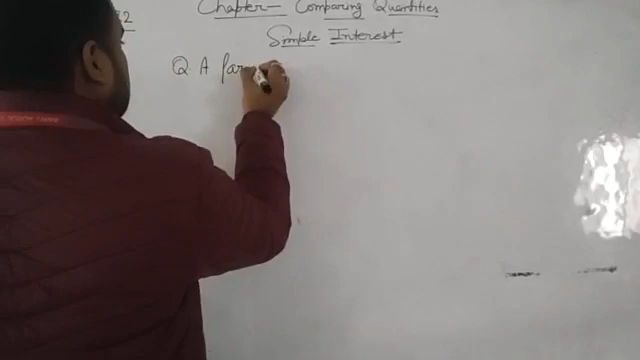 Chapter- Comparing Quantities
Simple Interest
Q. A far